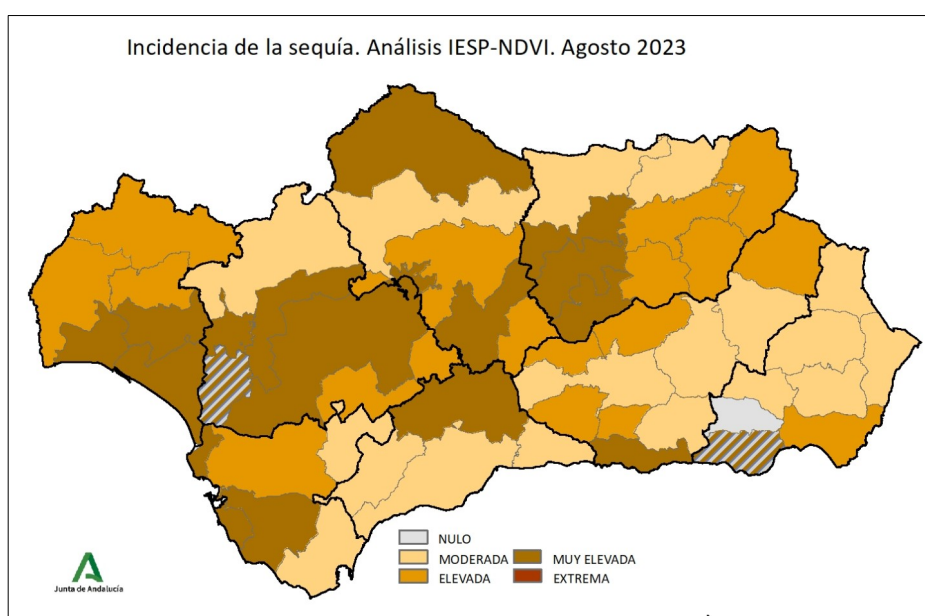 Incidencia de la sequía. Análisis IESP-NDVI. Agosto 2023
NULO
MODERADA
MUY ELEVADA
ELEVADA
EXTREMA
Junta de Andalucía